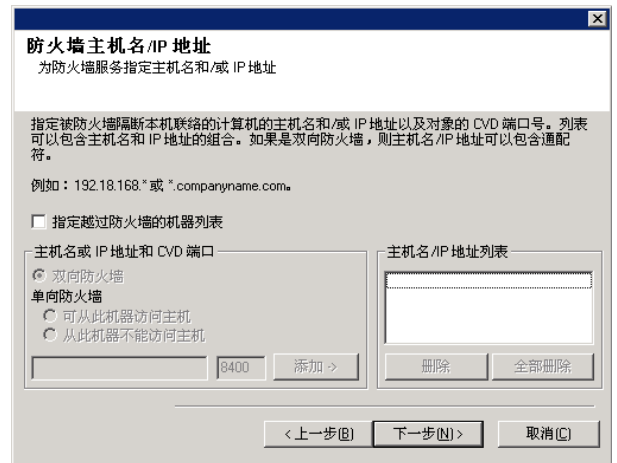 防火墙主机名/IP 地址
为防火墙服务指定主机名和/或 IP 地址
指定被防火墙隔断本机联络的计算机的主机名和/或 IP 地址以及对象的 CVD 端口号。列表
可以包含主机名和 IP 地址的组合。如果是双向防火墙，则主机名/IP 地址可以包含通配
符。
例如：192.18.168.*或 *.companyname.com。
指定越过防火墙的机器列表
主机名或 IP 地址和 CVD 端口
双向防火墙
单向防火墙
可从此机器访问主机
从此机器不能访问主机
8400
添加 ->
主机名/IP 地址列表
删除
全部删除
< 上一步(B)
下一步(N) >
取消(C)